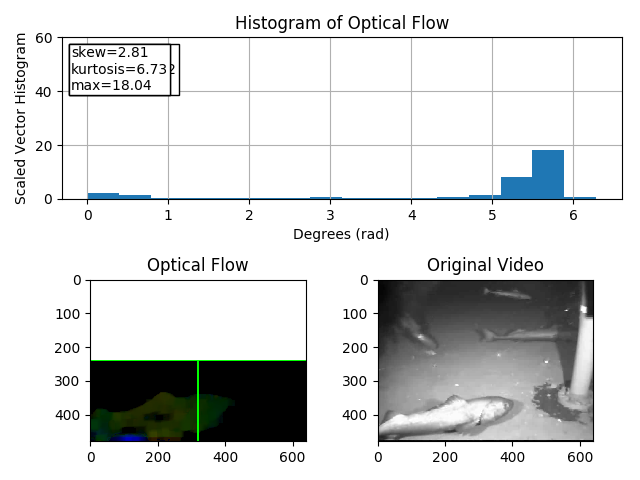 Histogram of Optical Flow
Scaled Vector Histogram
60
40
20
0
skew=2.81
kurtosis=6.732
max=18.04
0 1 2 3 4 5 6
Degrees (rad)
Optical Flow
0
100
200
300
400
0 200 400 600
Original Video
0
100
200
300
400
0 200 400 600